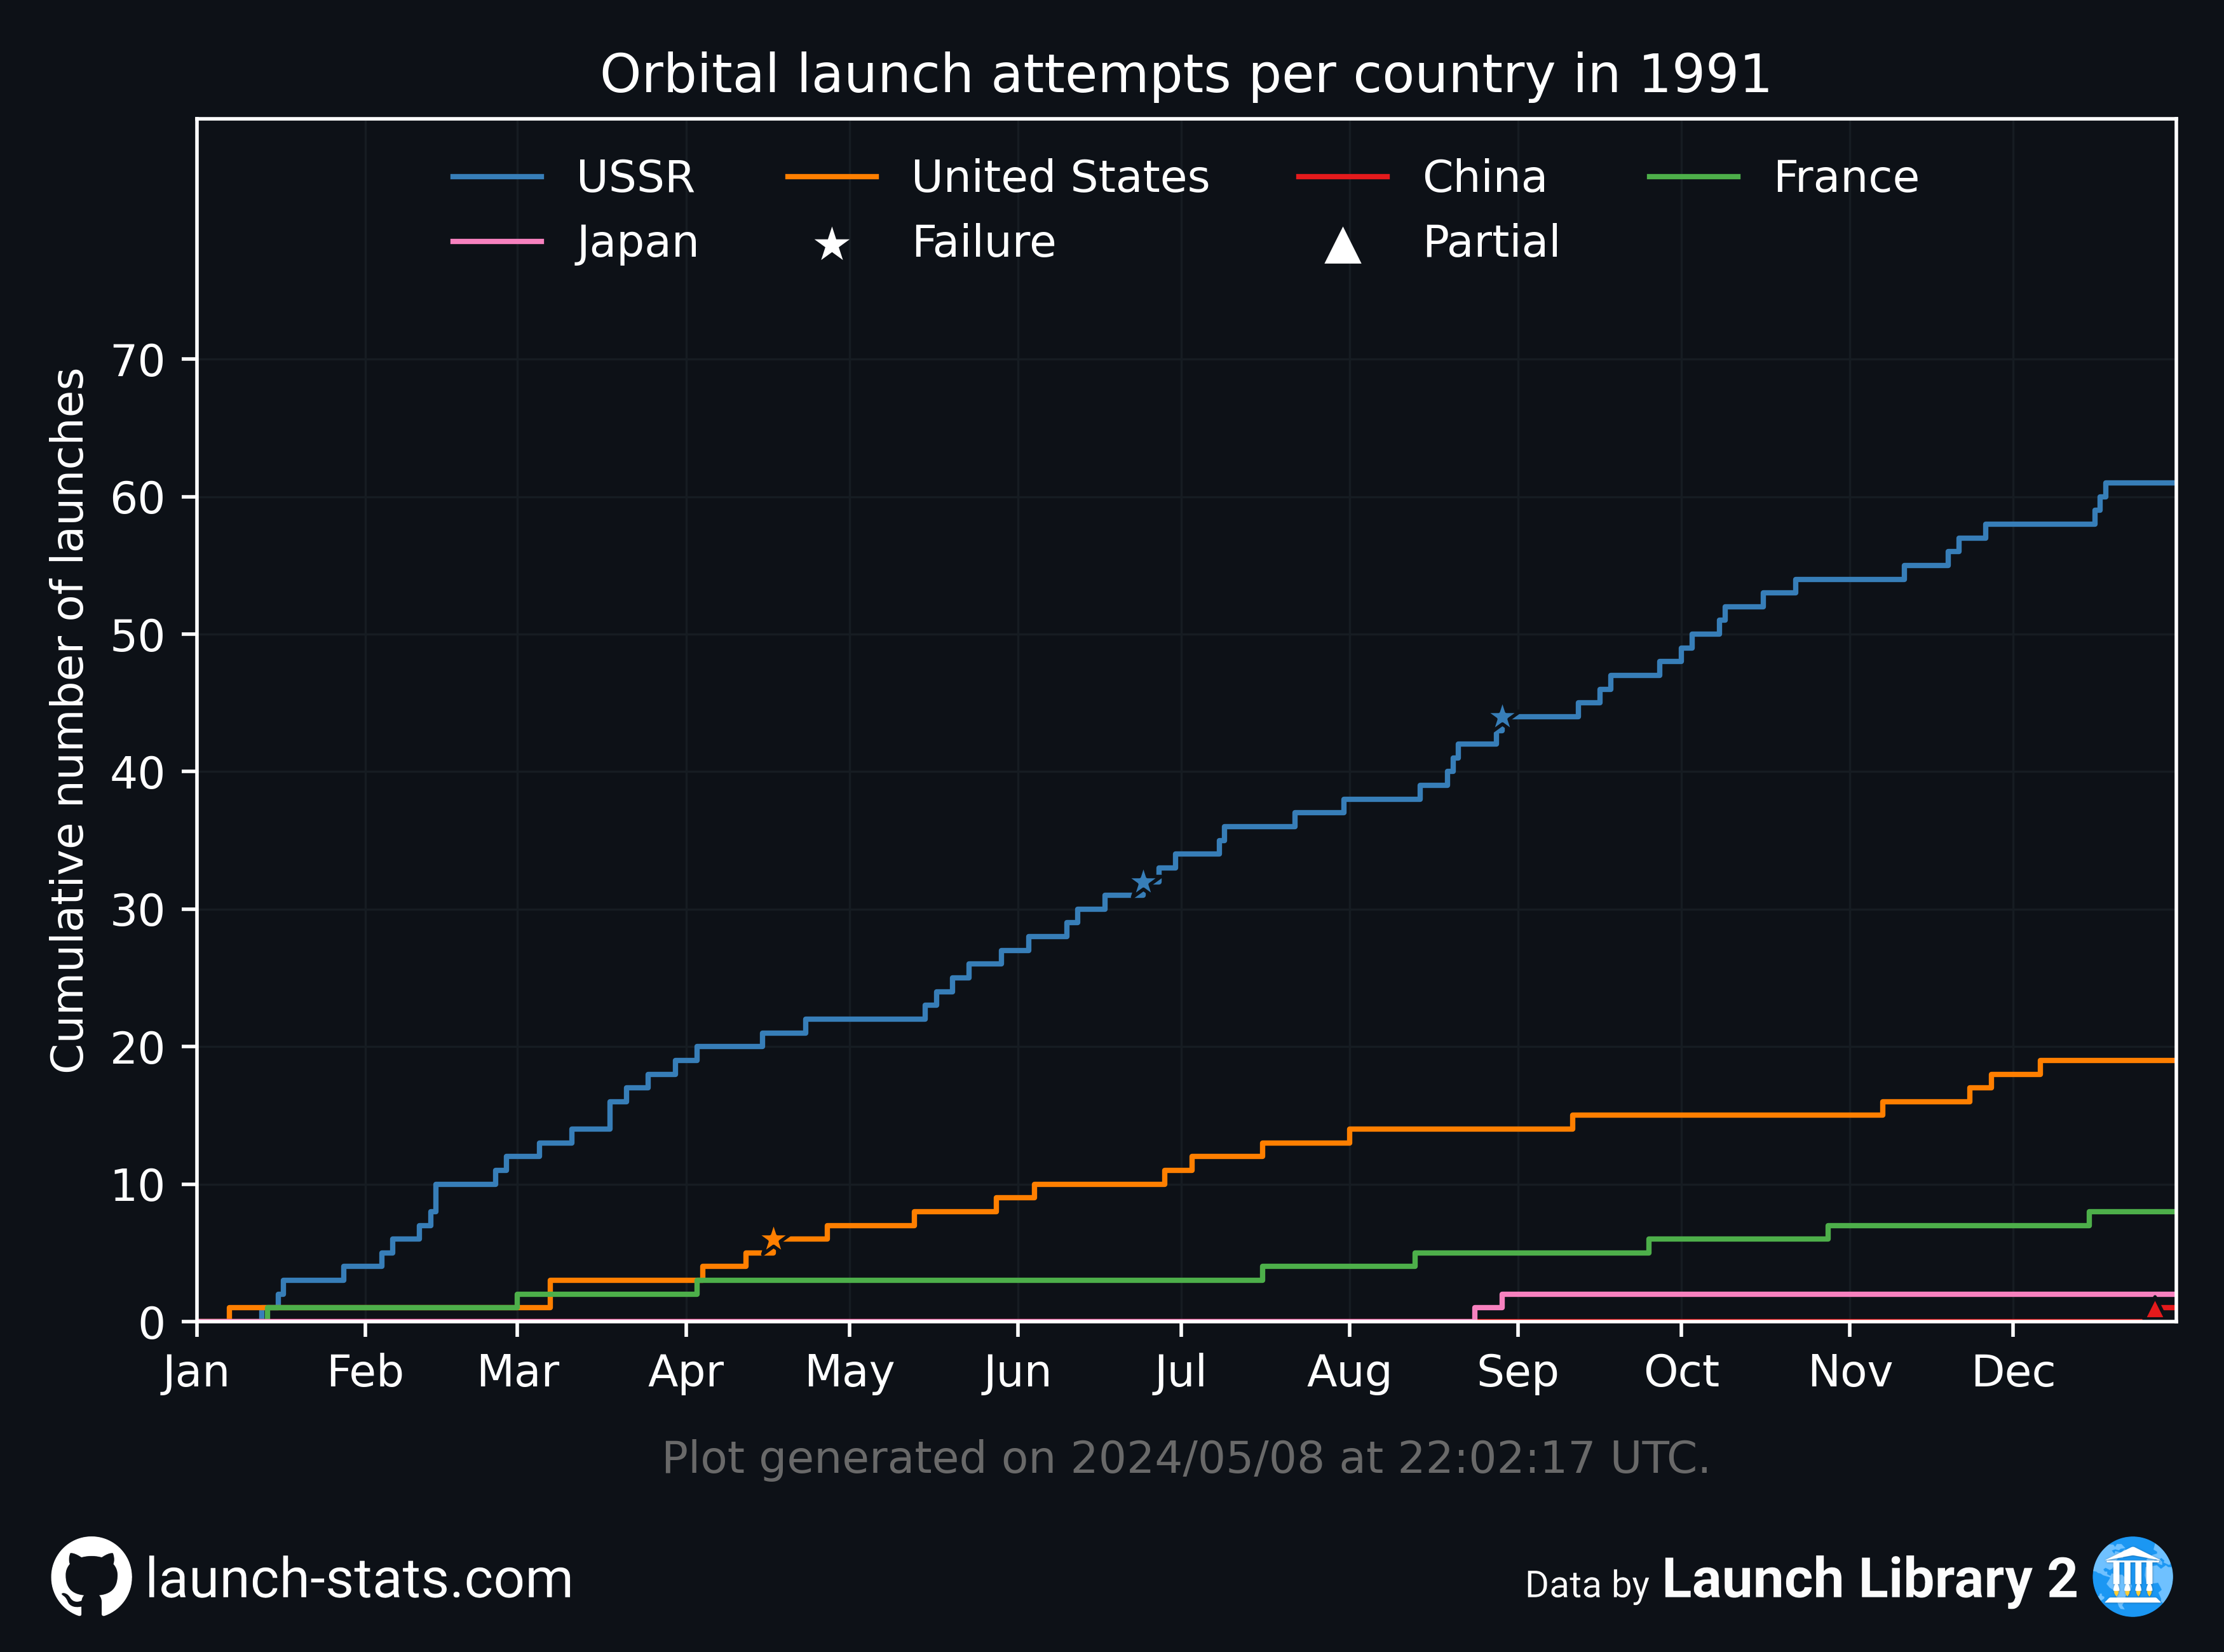 Orbital launch attempts per country in 1991
USSR United States China France
Japan Failure Partial
Cumulative number of launches
70
60
50
40
30
20
10
0
Jan Feb Mar Apr May Jun Jul Aug Sep Oct Nov Dec
Plot generated on 2024/05/08 at 22:02:17 UTC.
launch-stats.com
Data by Launch Library 2